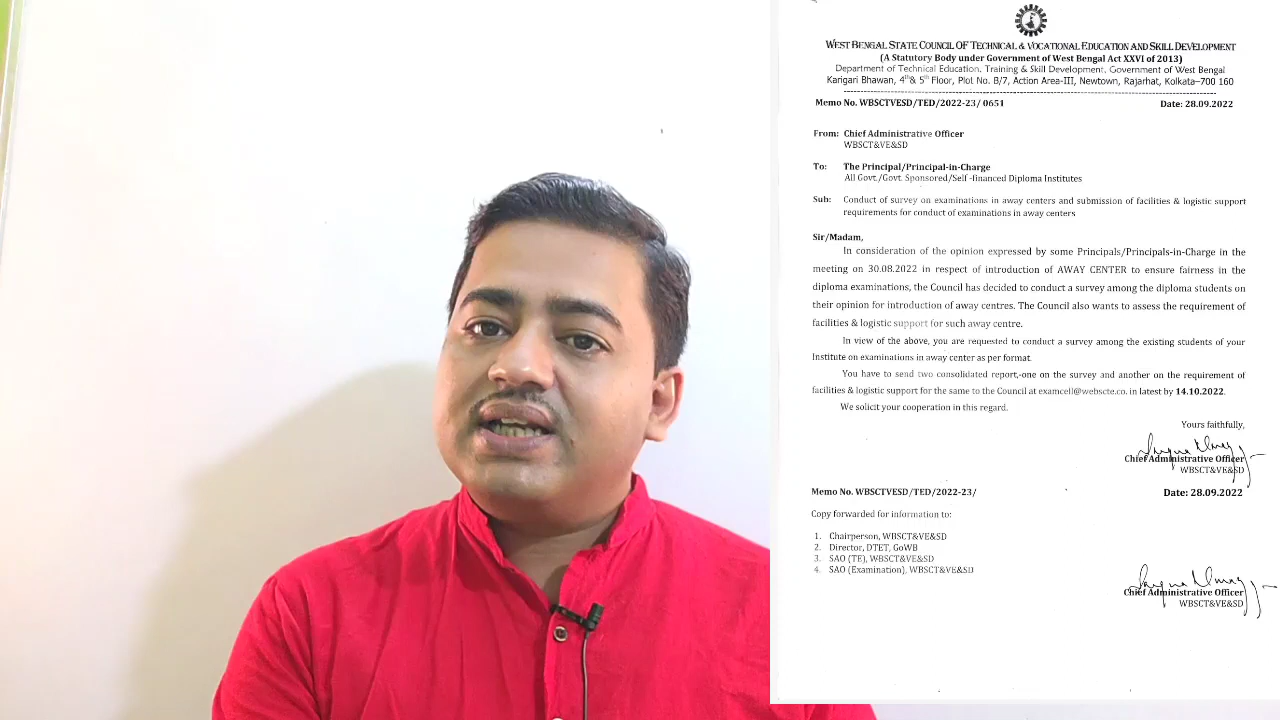 WEST BENGAL STATE COUNCIL OF TECHNICAL & VOCATIONAL EDUCATION AND SKILL DEVELOPMENT
(A Statutory Body under Government of West Bengal Act XXVI of 2013)
Department of Technical Education, Training & Skill Development, Government of West Bengal
Karigari Bhawan, 4th & 5th Floor, Plot No. B/7, Action Area-III, Newtown, Rajarhat, Kolkata–700 160
Memo No. WBSCTVESD/TED/2022-23/ 0651 Date: 28.09.2022
From: Chief Administrative Officer
WBSCT&VE&SD
To: The Principal/Principal-in-Charge
All Govt./Govt. Sponsored/Self -financed Diploma Institutes
Sub: Conduct of survey on examinations in away centers and submission of facilities & logistic support
requirements for conduct of examinations in away centers
Sir/Madam,
In consideration of the opinion expressed by some Principals/Principals-in-Charge in the
meeting on 30.08.2022 in respect of introduction of AWAY CENTER to ensure fairness in the
diploma examinations, the Council has decided to conduct a survey among the diploma students on
their opinion for introduction of away centres. The Council also wants to assess the requirement of
facilities & logistic support for such away centre.
In view of the above, you are requested to conduct a survey among the existing students of your
Institute on examinations in away center as per format.
You have to send two consolidated report,-one on the survey and another on the requirement of
facilities & logistic support for the same to the Council at examcell@webscte.co. in latest by 14.10.2022.
We solicit your cooperation in this regard.
Yours faithfully,
Chief Administrative Officer
WBSCT&VE&SD
Memo No. WBSCTVESD/TED/2022-23/ Date: 28.09.2022
Copy forwarded for information to:
1. Chairperson, WBSCT&VE&SD
2. Director, DTET, GoWB
3. SAO (TE), WBSCT&VE&SD
4. SAO (Examination), WBSCT&VE&SD
Chief Administrative Officer
WBSCT&VE&SD